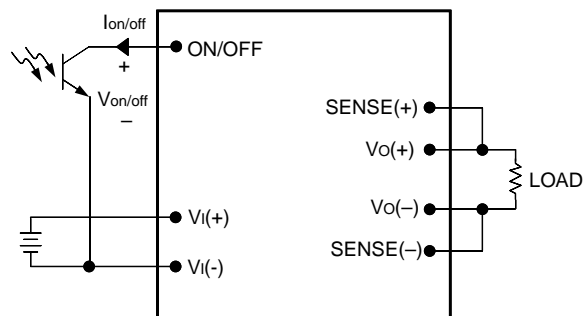 Ion/off
ON/OFF
+
Von/off
–
SENSE(+)
VO(+)
LOAD
VO(–)
SENSE(–)
VI(+)
VI(-)